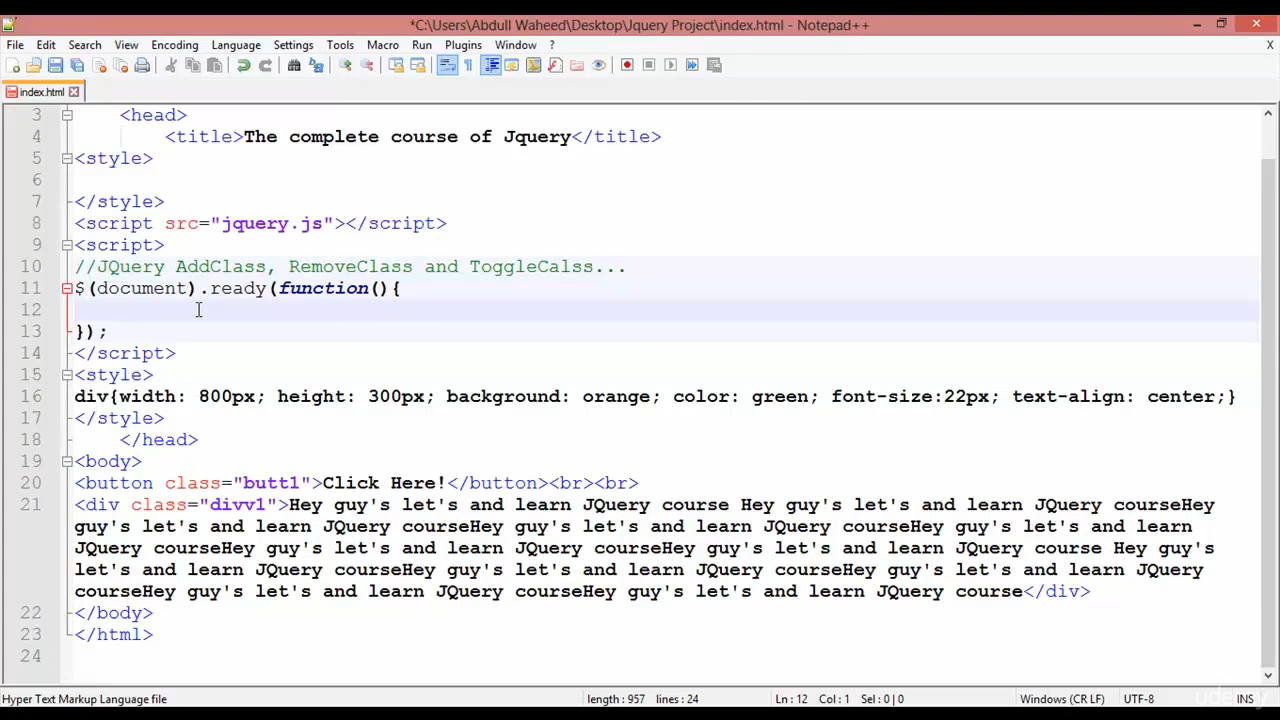 *C:\Users\Abdull Waheed\Desktop\Jquery Project\index.html - Notepad++
File Edit Search View Encoding Language Settings Tools Macro Run Plugins Window ? X
index.html
3 <head>
4 <title>The complete course of Jquery</title>
5 <style>
6
7 </style>
8 <script src="jquery.js"></script>
9 <script>
10 //JQuery AddClass, RemoveClass and ToggleCalss...
11 $(document).ready(function(){
12
13 });
14 </script>
15 <style>
16 div{width: 800px; height: 300px; background: orange; color: green; font-size:22px; text-align: center;}
17 </style>
18 </head>
19 <body>
20 <button class="butt1">Click Here!</button><br><br>
21 <div class="divv1">Hey guy's let's and learn JQuery course Hey guy's let's and learn JQuery courseHey
guy's let's and learn JQuery courseHey guy's let's and learn JQuery courseHey guy's let's and learn
JQuery courseHey guy's let's and learn JQuery courseHey guy's let's and learn JQuery course Hey guy's
let's and learn JQuery courseHey guy's let's and learn JQuery courseHey guy's let's and learn JQuery
courseHey guy's let's and learn JQuery courseHey guy's let's and learn JQuery course</div>
22 </body>
23 </html>
24
Hyper Text Markup Language file length : 957 lines : 24 Ln : 12 Col : 1 Sel : 0 | 0 Windows (CR LF) UTF-8 INS
udemy